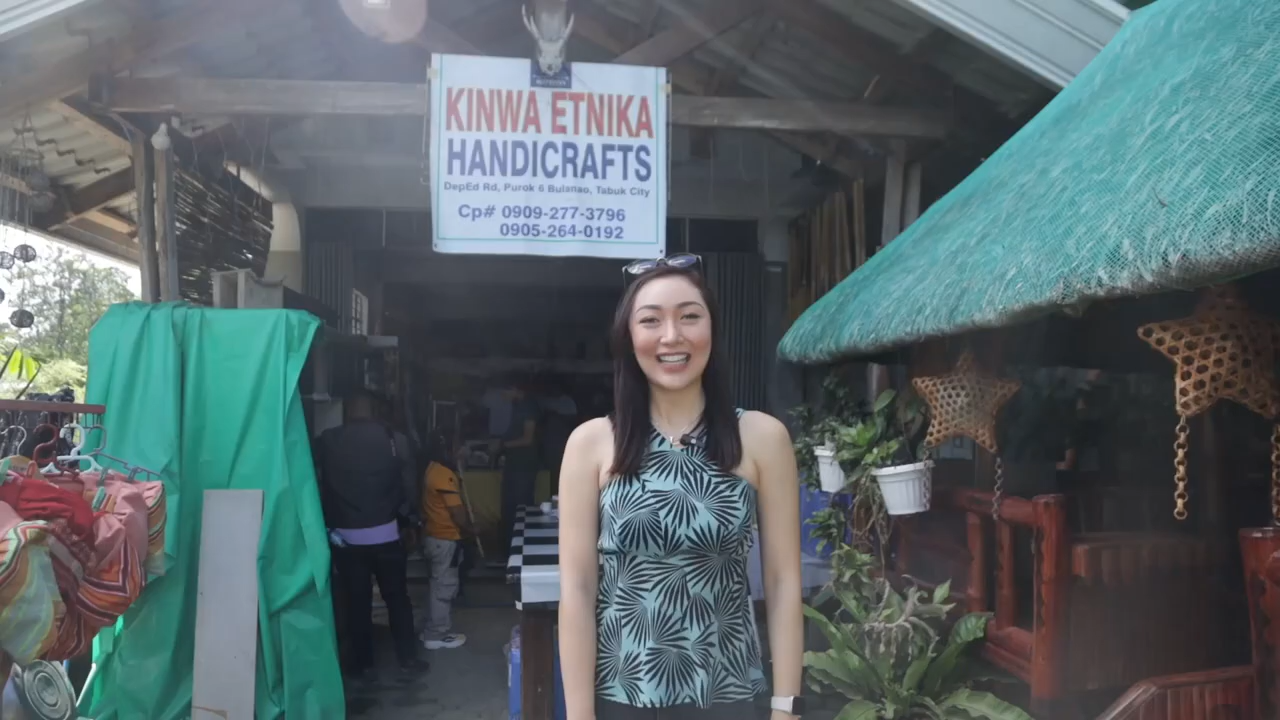 KINWA ETNIKA
HANDICRAFTS
DepEd Rd, Purok 6 Bulanao, Tabuk City
Cp# 0909-277-3796
0905-264-0192